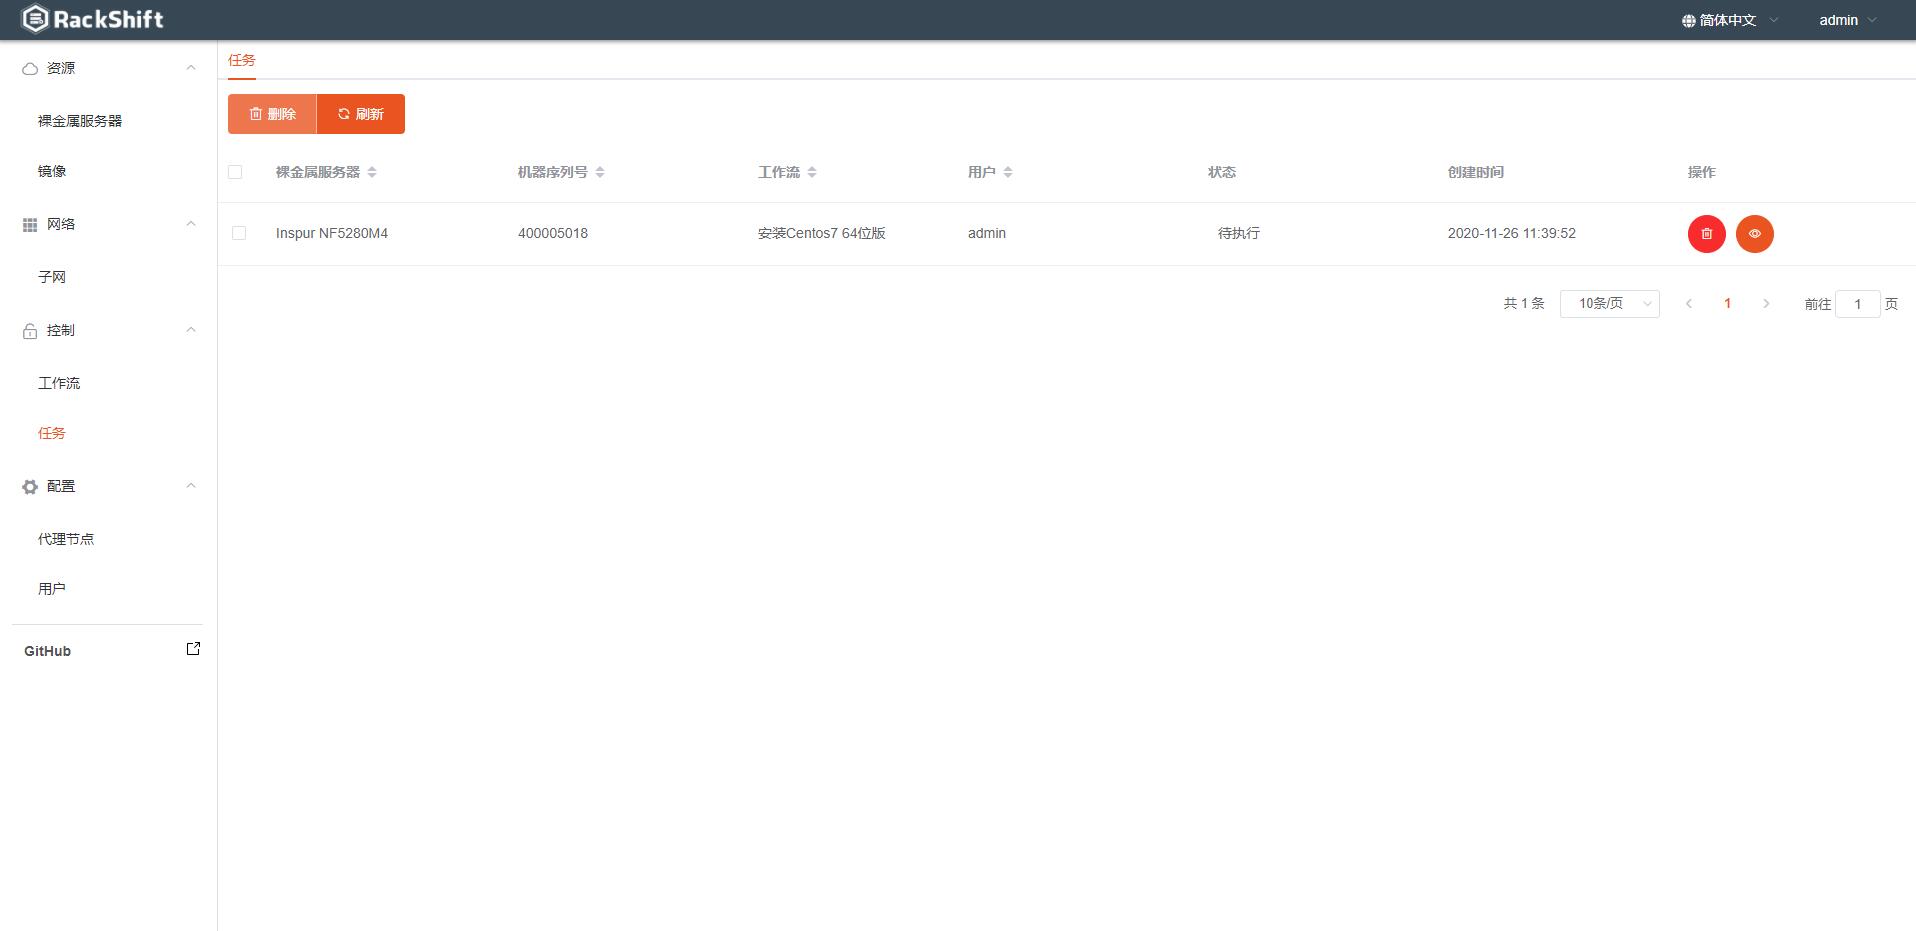 RackShift
简体中文
admin
资源
裸金属服务器
镜像
网络
子网
控制
工作流
任务
配置
代理节点
用户
GitHub
任务
删除 刷新
裸金属服务器 机器序列号 工作流 用户 状态 创建时间 操作
Inspur NF5280M4 400005018 安装Centos7 64位版 admin 待执行 2020-11-26 11:39:52
共 1 条 10条/页 1 前往 1 页